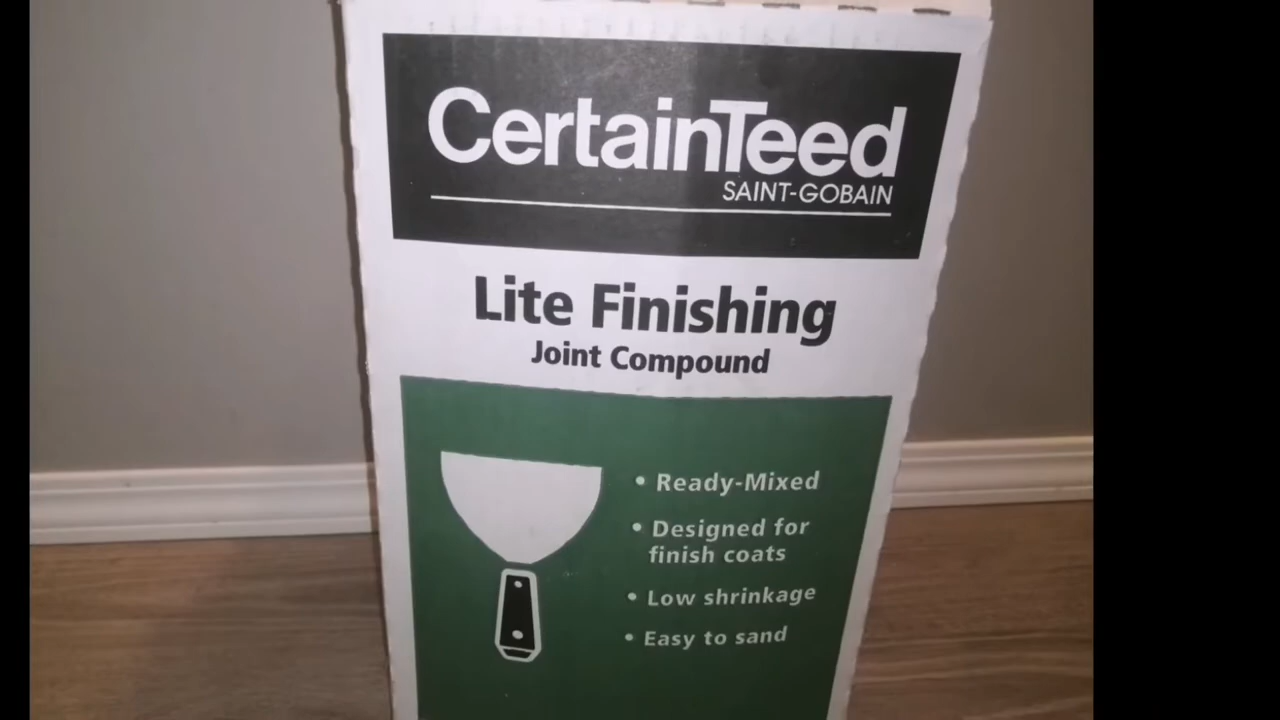 CertainTeed
SAINT-GOBAIN
Lite Finishing
Joint Compound
• Ready-Mixed
• Designed for
finish coats
• Low shrinkage
• Easy to sand